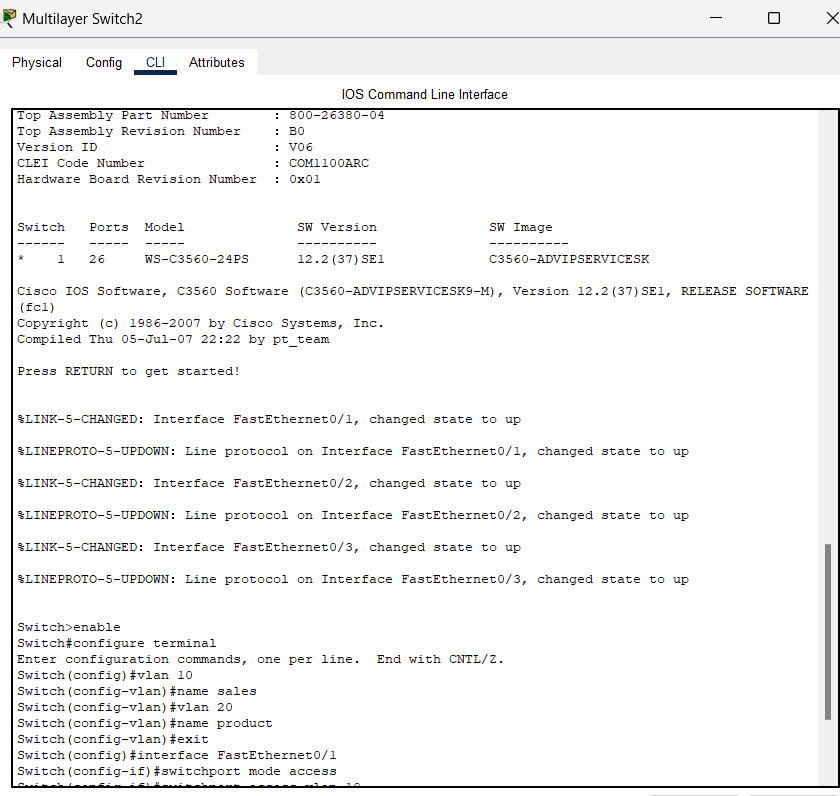 Multilayer Switch2
Physical Config CLI Attributes
IOS Command Line Interface
Top Assembly Part Number : 800-26380-04
Top Assembly Revision Number : B0
Version ID : V06
CLEI Code Number : COM1100ARC
Hardware Board Revision Number : 0x01
Switch Ports Model SW Version SW Image
------ ----- ----- ---------- ----------
* 1 26 WS-C3560-24PS 12.2(37)SE1 C3560-ADVIPSERVICESK
Cisco IOS Software, C3560 Software (C3560-ADVIPSERVICESK9-M), Version 12.2(37)SE1, RELEASE SOFTWARE
(fc1)
Copyright (c) 1986-2007 by Cisco Systems, Inc.
Compiled Thu 05-Jul-07 22:22 by pt_team
Press RETURN to get started!
%LINK-5-CHANGED: Interface FastEthernet0/1, changed state to up
%LINEPROTO-5-UPDOWN: Line protocol on Interface FastEthernet0/1, changed state to up
%LINK-5-CHANGED: Interface FastEthernet0/2, changed state to up
%LINEPROTO-5-UPDOWN: Line protocol on Interface FastEthernet0/2, changed state to up
%LINK-5-CHANGED: Interface FastEthernet0/3, changed state to up
%LINEPROTO-5-UPDOWN: Line protocol on Interface FastEthernet0/3, changed state to up
Switch>enable
Switch#configure terminal
Enter configuration commands, one per line. End with CNTL/Z.
Switch(config)#vlan 10
Switch(config-vlan)#name sales
Switch(config-vlan)#vlan 20
Switch(config-vlan)#name product
Switch(config-vlan)#exit
Switch(config)#interface FastEthernet0/1
Switch(config-if)#switchport mode access
Switch(config-if)#switchport access vlan 10